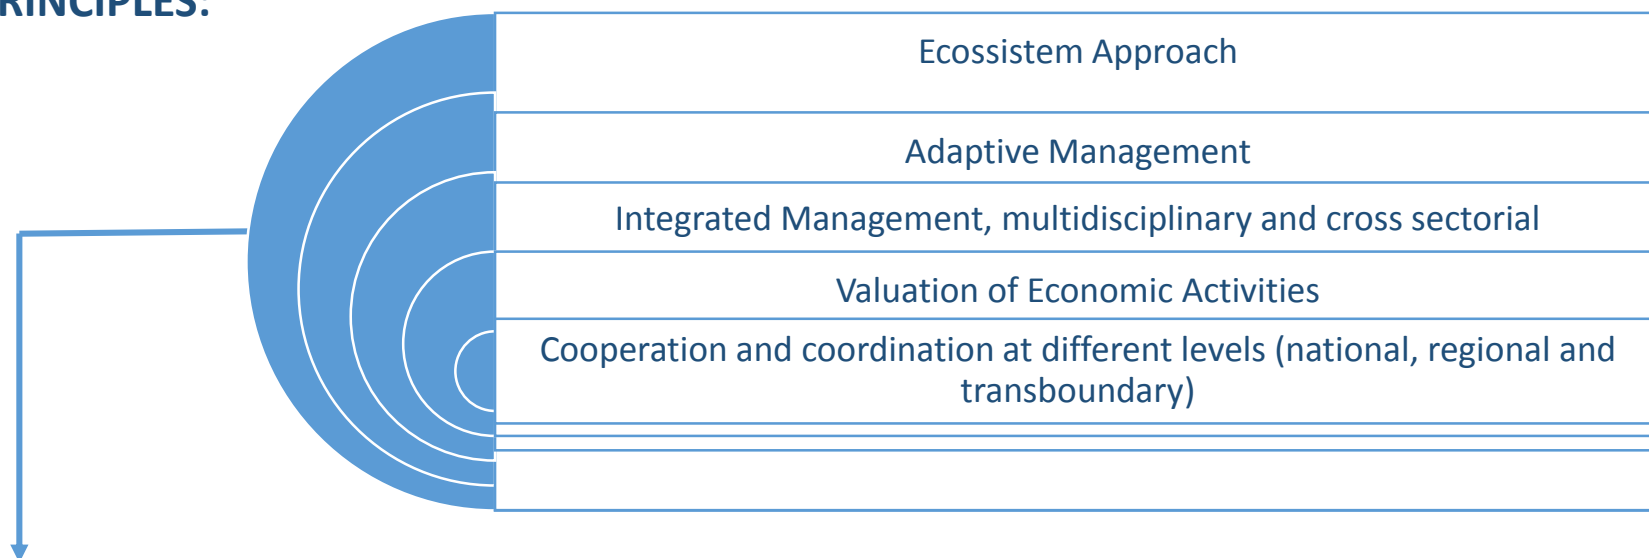 RINCIPLES:
Ecossistem Approach
Adaptive Management
Integrated Management, multidisciplinary and cross sectorial
Valuation of Economic Activities
Cooperation and coordination at different levels (national, regional and
transboundary)